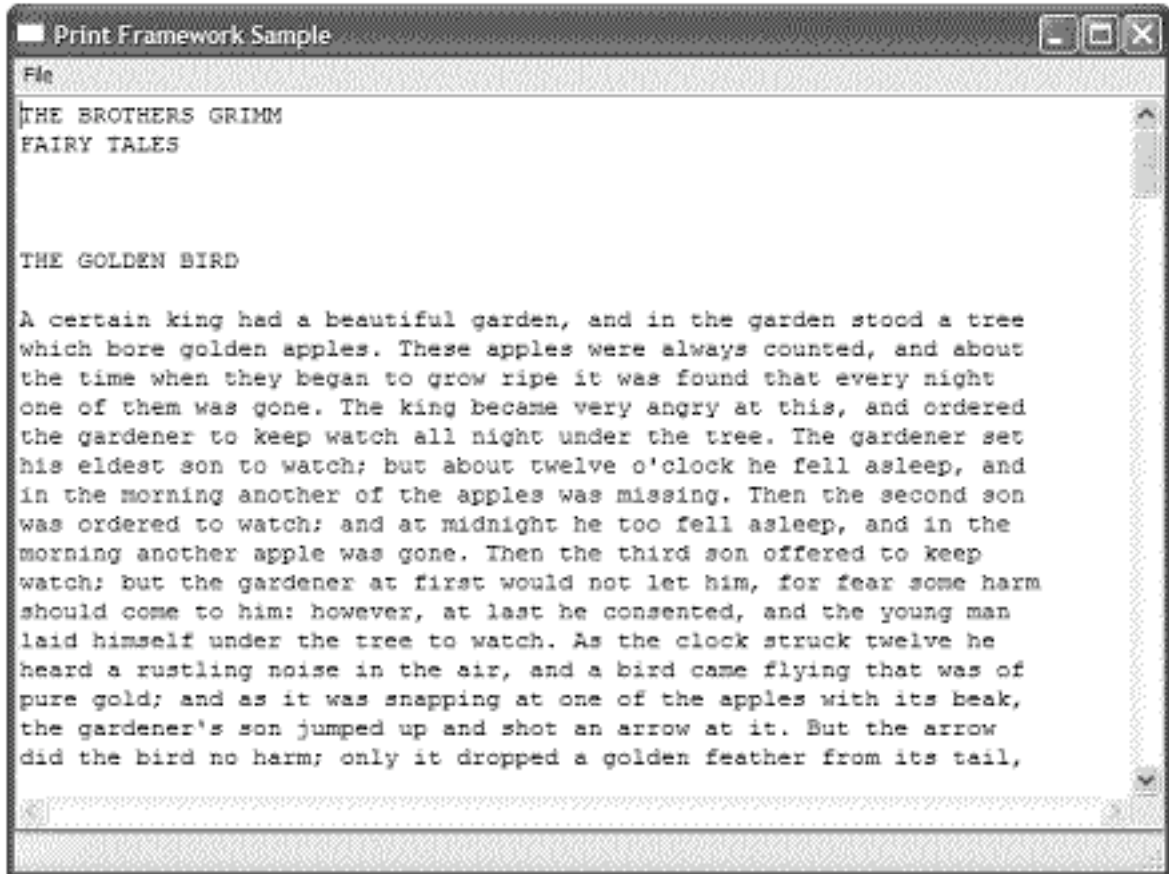 Print Framework Sample
File
THE BROTHERS GRIMM
FAIRY TALES
THE GOLDEN BIRD
A certain king had a beautiful garden, and in the garden stood a tree
which bore golden apples. These apples were always counted, and about
the time when they began to grow ripe it was found that every night
one of them was gone. The king became very angry at this, and ordered
the gardener to keep watch all night under the tree. The gardener set
his eldest son to watch; but about twelve o'clock he fell asleep, and
in the morning another of the apples was missing. Then the second son
was ordered to watch; and at midnight he too fell asleep, and in the
morning another apple was gone. Then the third son offered to keep
watch; but the gardener at first would not let him, for fear some harm
should come to him: however, at last he consented, and the young man
laid himself under the tree to watch. As the clock struck twelve he
heard a rustling noise in the air, and a bird came flying that was of
pure gold; and as it was snapping at one of the apples with its beak,
the gardener's son jumped up and shot an arrow at it. But the arrow
did the bird no harm; only it dropped a golden feather from its tail,